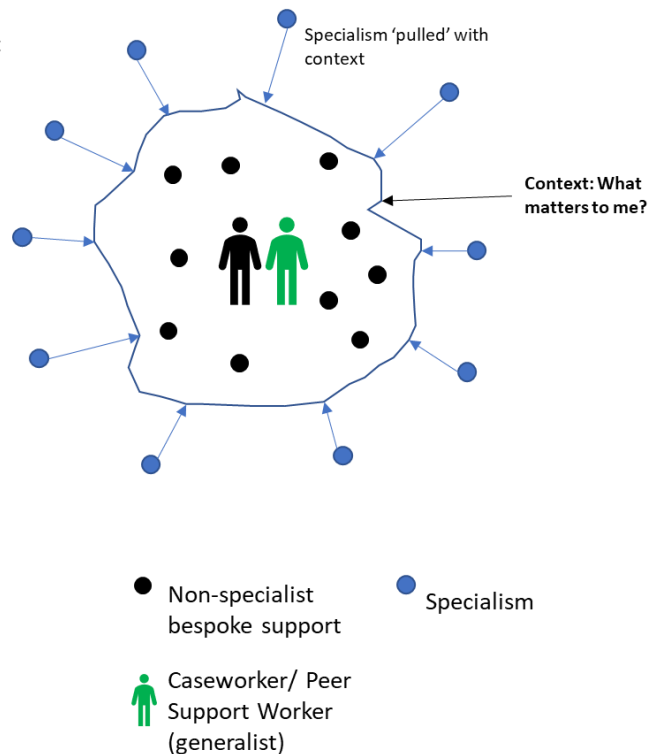 Specialism ‘pulled’ with
context
Context: What
matters to me?
Non-specialist
bespoke support
Specialism
Caseworker/ Peer
Support Worker
(generalist)